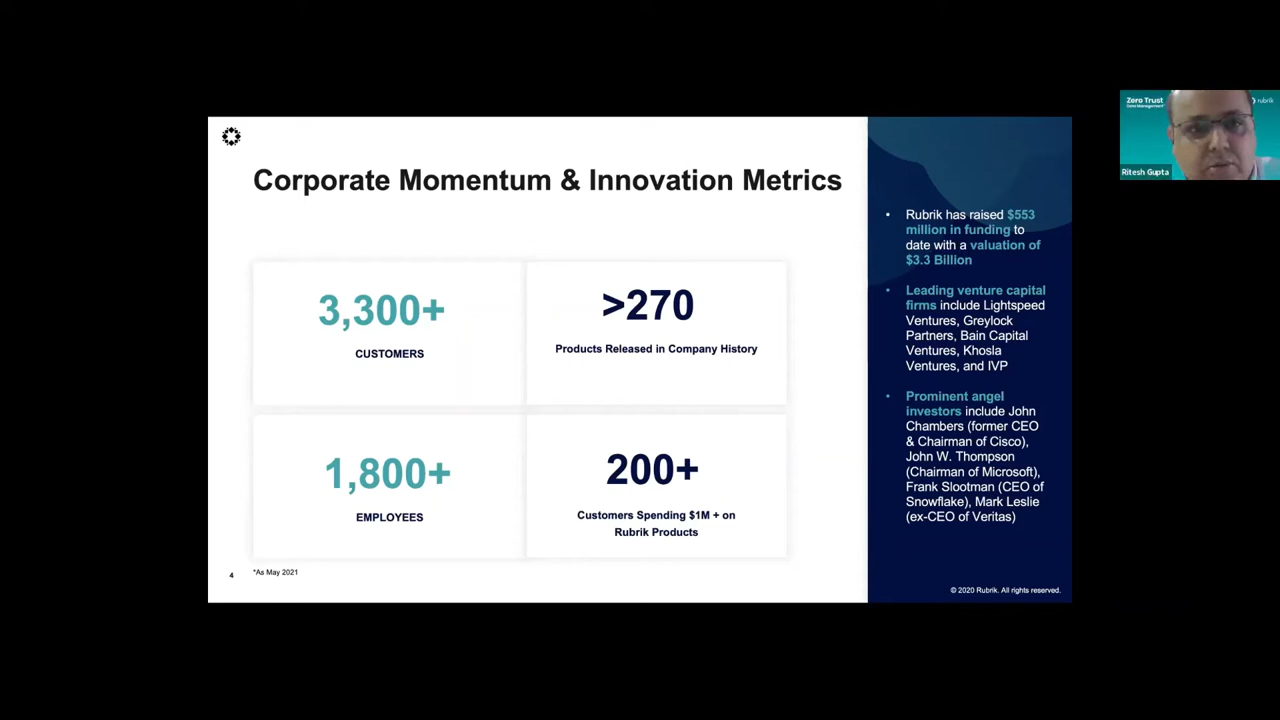 Corporate Momentum & Innovation Metrics
3,300+
CUSTOMERS
>270
Products Released in Company History
1,800+
EMPLOYEES
200+
Customers Spending $1M + on
Rubrik Products
4
*As May 2021
• Rubrik has raised $553
million in funding to
date with a valuation of
$3.3 Billion
• Leading venture capital
firms include Lightspeed
Ventures, Greylock
Partners, Bain Capital
Ventures, Khosla
Ventures, and IVP
• Prominent angel
investors include John
Chambers (former CEO
& Chairman of Cisco),
John W. Thompson
(Chairman of Microsoft),
Frank Slootman (CEO of
Snowflake), Mark Leslie
(ex-CEO of Veritas)
© 2020 Rubrik. All rights reserved.
Zero Trust
Data Management™
rubrik
Ritesh Gupta